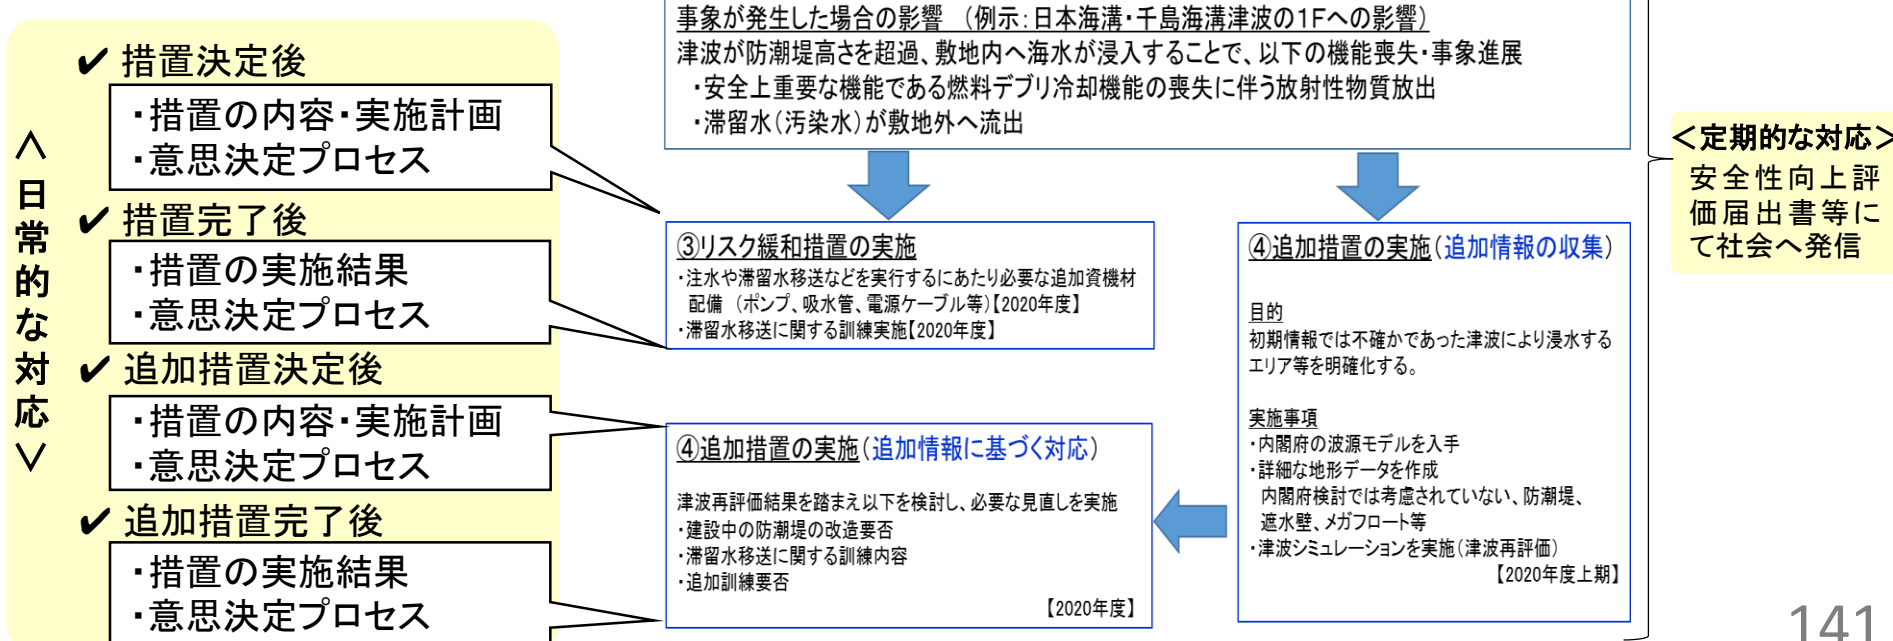 ＜日常的な対応＞
✔ 措置決定後
・措置の内容・実施計画
・意思決定プロセス
✔ 措置完了後
・措置の実施結果
・意思決定プロセス
✔ 追加措置決定後
・措置の内容・実施計画
・意思決定プロセス
✔ 追加措置完了後
・措置の実施結果
・意思決定プロセス
事象が発生した場合の影響　（例示：日本海溝・千島海溝津波の１Fへの影響）
津波が防潮堤高さを超過、敷地内へ海水が浸入することで、以下の機能喪失・事象進展
・安全上重要な機能である燃料デブリ冷却機能の喪失に伴う放射性物質放出
・滞留水（汚染水）が敷地外へ流出
③リスク緩和措置の実施
・注水や滞留水移送などを実行するにあたり必要な追加資機材
配備　（ポンプ、吸水管、電源ケーブル等）【2020年度】
・滞留水移送に関する訓練実施【2020年度】
④追加措置の実施（追加情報の収集）
目的
初期情報では不確かであった津波により浸水する
エリア等を明確化する。
実施事項
・内閣府の波源モデルを入手
・詳細な地形データを作成
内閣府検討では考慮されていない、防潮堤、
遮水壁、メガフロート等
・津波シミュレーションを実施（津波再評価）
【2020年度上期】
④追加措置の実施（追加情報に基づく対応）
津波再評価結果を踏まえ以下を検討し、必要な見直しを実施
・建設中の防潮堤の改造要否
・滞留水移送に関する訓練内容
・追加訓練要否
【2020年度】
＜定期的な対応＞
安全性向上評
価届出書等に
て社会へ発信
141